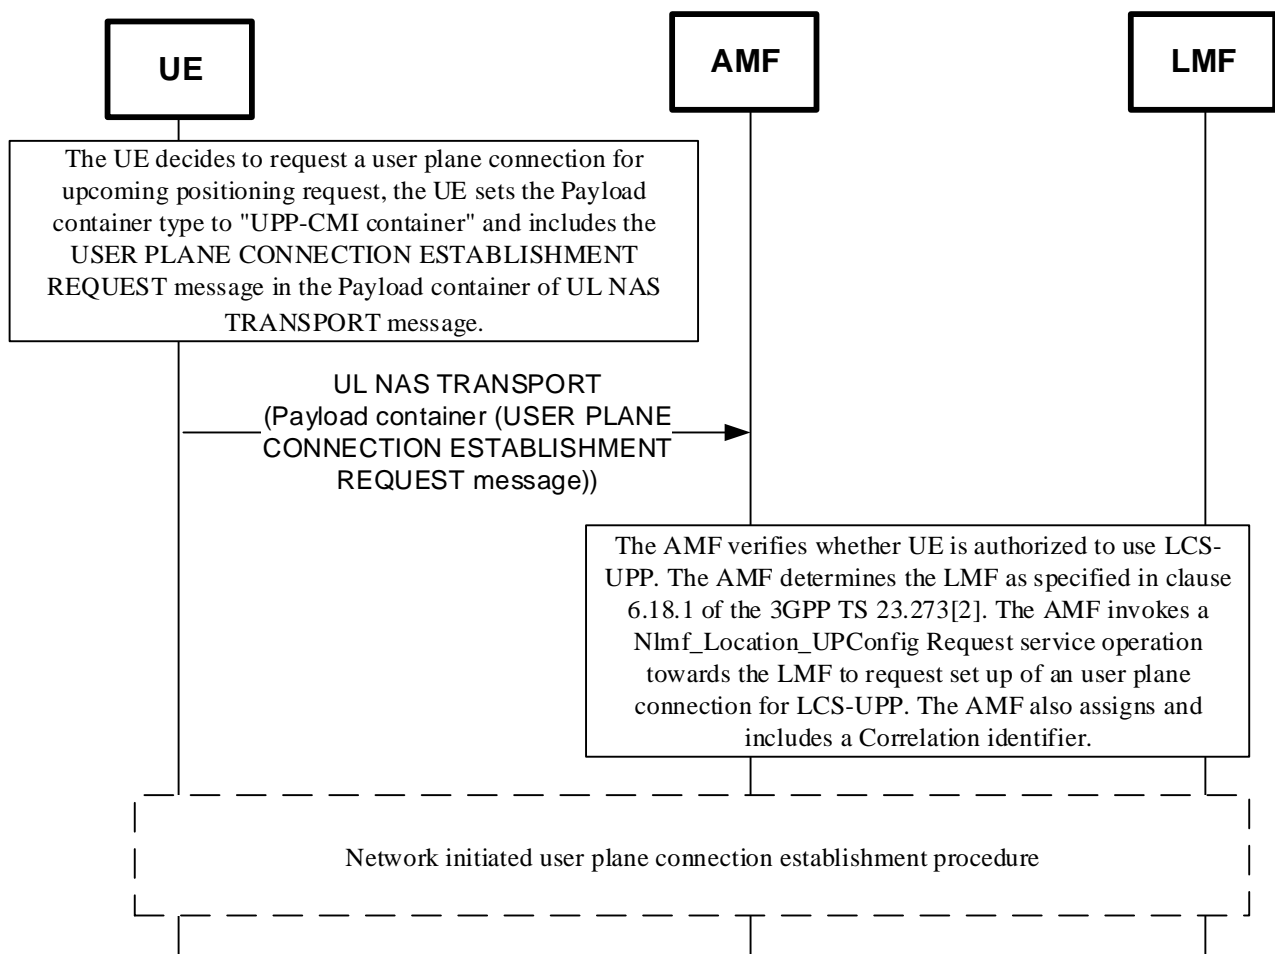 UE
AMF
LMF
The UE decides to request a user plane connection for
upcoming positioning request, the UE sets the Payload
container type to "UPP-CMI container" and includes the
USER PLANE CONNECTION ESTABLISHMENT
REQUEST message in the Payload container of UL NAS
TRANSPORT message.
UL NAS TRANSPORT
(Payload container (USER PLANE
CONNECTION ESTABLISHMENT
REQUEST message))
The AMF verifies whether UE is authorized to use LCS-
UPP. The AMF determines the LMF as specified in clause
6.18.1 of the 3GPP TS 23.273[2]. The AMF invokes a
Nlmf_Location_UPConfig Request service operation
towards the LMF to request set up of an user plane
connection for LCS-UPP. The AMF also assigns and
includes a Correlation identifier.
Network initiated user plane connection establishment procedure